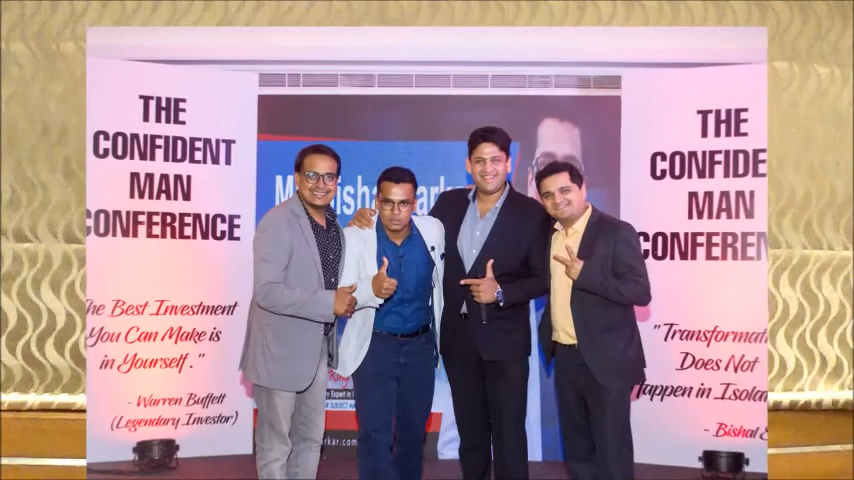 THE
CONFIDENT
MAN
CONFERENCE
The Best Investment
You Can Make is
in Yourself."
- Warren Buffett
(Legendary Investor)
THE
CONFIDE
MAN
CONFEREN
"Transformat
Does Not
Happen in Isola
- Bishal